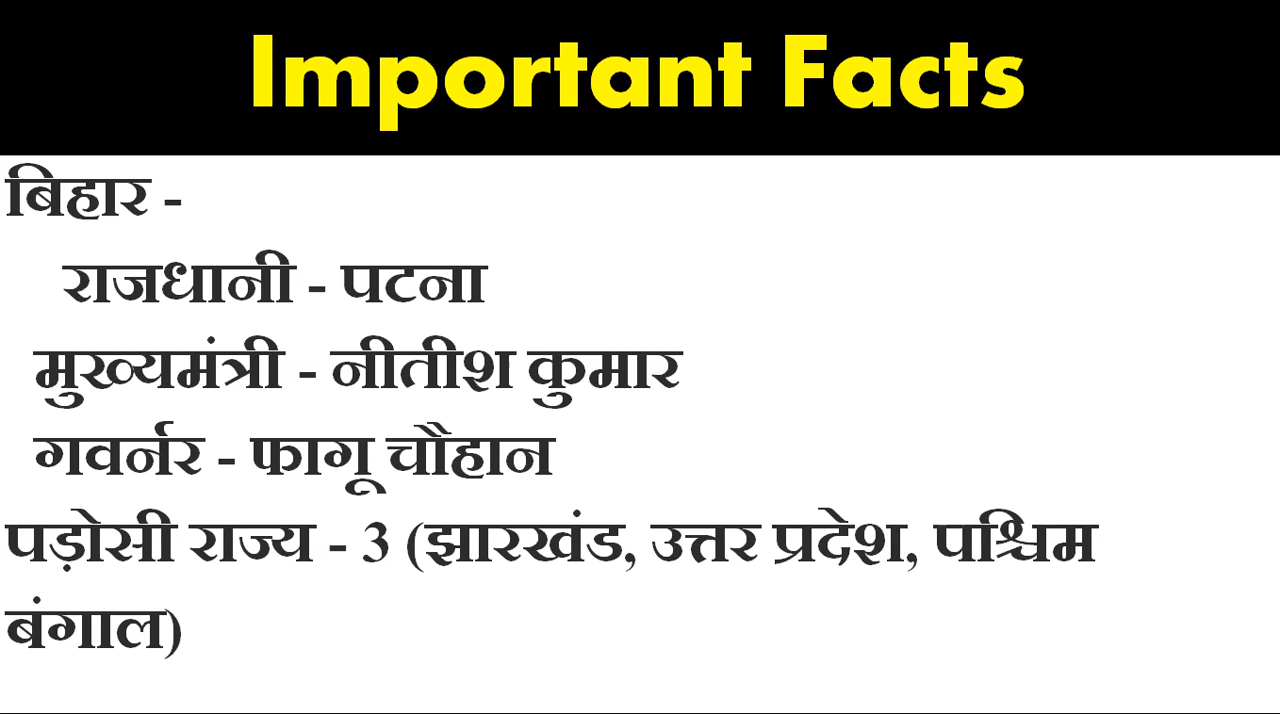 Important Facts
बिहार -
राजधानी - पटना
मुख्यमंत्री - नीतीश कुमार
गवर्नर - फागू चौहान
पड़ोसी राज्य - 3 (झारखंड, उत्तर प्रदेश, पश्चिम
बंगाल)